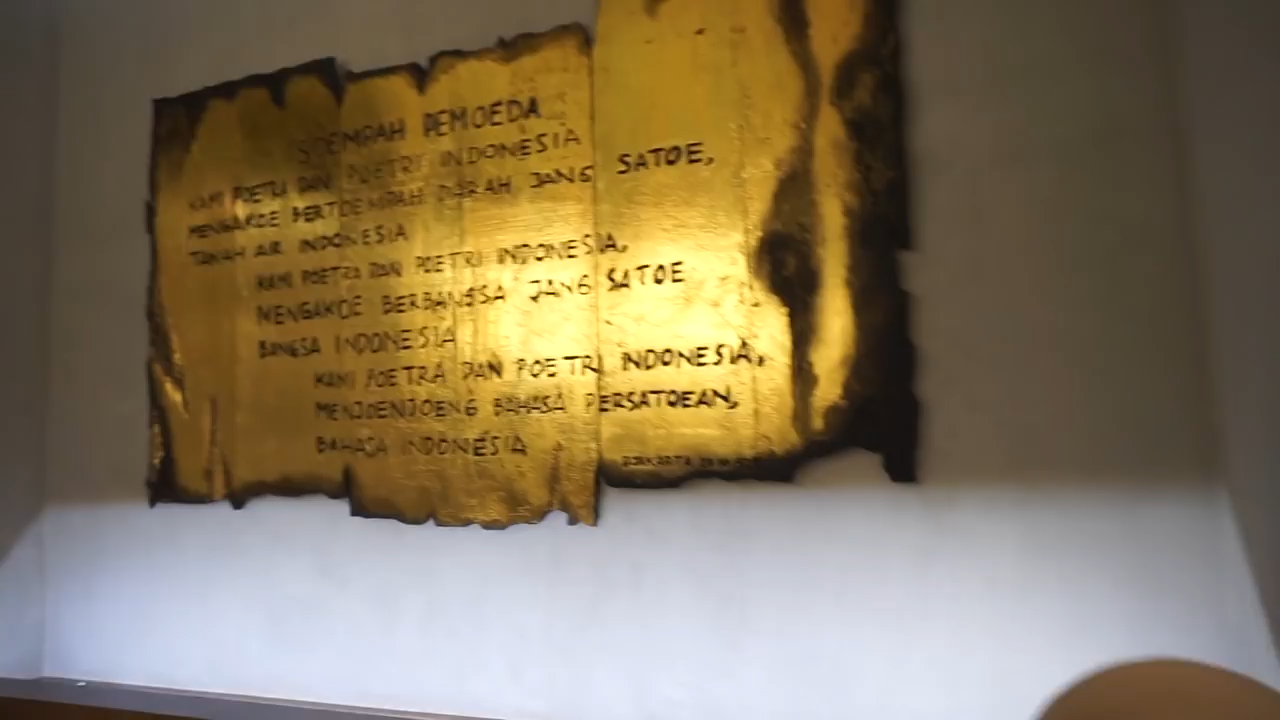 SOEMPAH PEMOEDA
KAMI POETRA DAN POETRI INDONESIA
MENGAKOE BERTOEMPAH DARAH JANG SATOE,
TANAH AIR INDONESIA
KAMI POETRA DAN POETRI INDONESIA,
MENGAKOE BERBANGSA JANG SATOE
BANGSA INDONESIA
KAMI POETRA DAN POETRI INDONESIA,
MENJOENJOENG BAHASA PERSATOEAN,
BAHASA INDONESIA